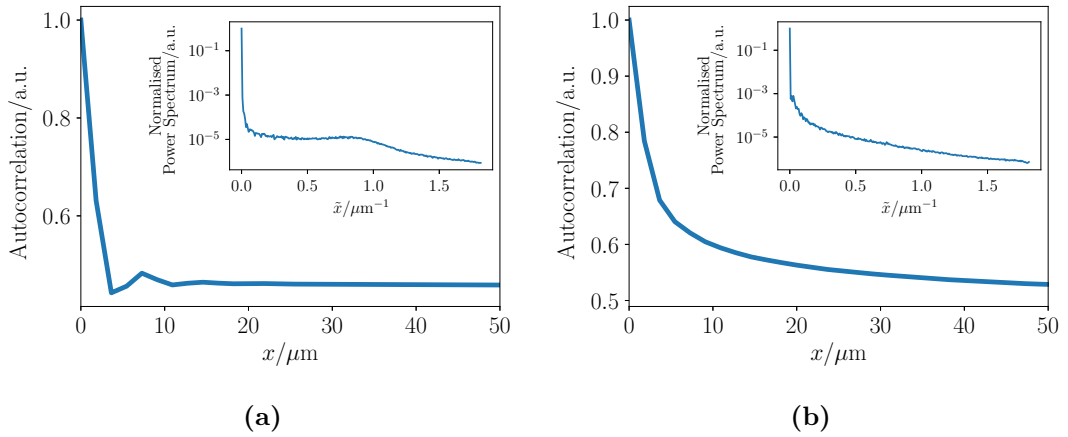 1.0
0.8
0.6
Autocorrelation/a.u.
0 10 20 30 40 50
x/μm
10⁻¹
10⁻³
10⁻⁵
Normalised
Power Spectrum/a.u.
0.0 0.5 1.0 1.5
x̃/μm⁻¹
(a)
1.0
0.9
0.8
0.7
0.6
0.5
Autocorrelation/a.u.
0 10 20 30 40 50
x/μm
10⁻¹
10⁻³
10⁻⁵
Normalised
Power Spectrum/a.u.
0.0 0.5 1.0 1.5
x̃/μm⁻¹
(b)